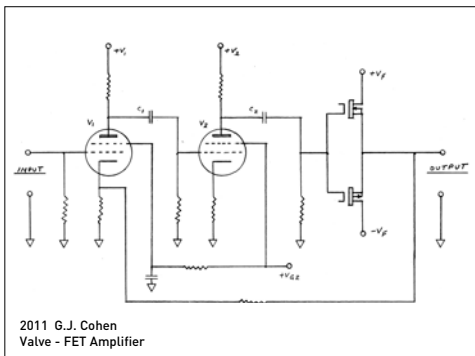 +V1
+V2
C1
C2
+VF
V1
V2
INPUT
OUTPUT
-VF
+VG2
2011 G.J. Cohen
Valve - FET Amplifier